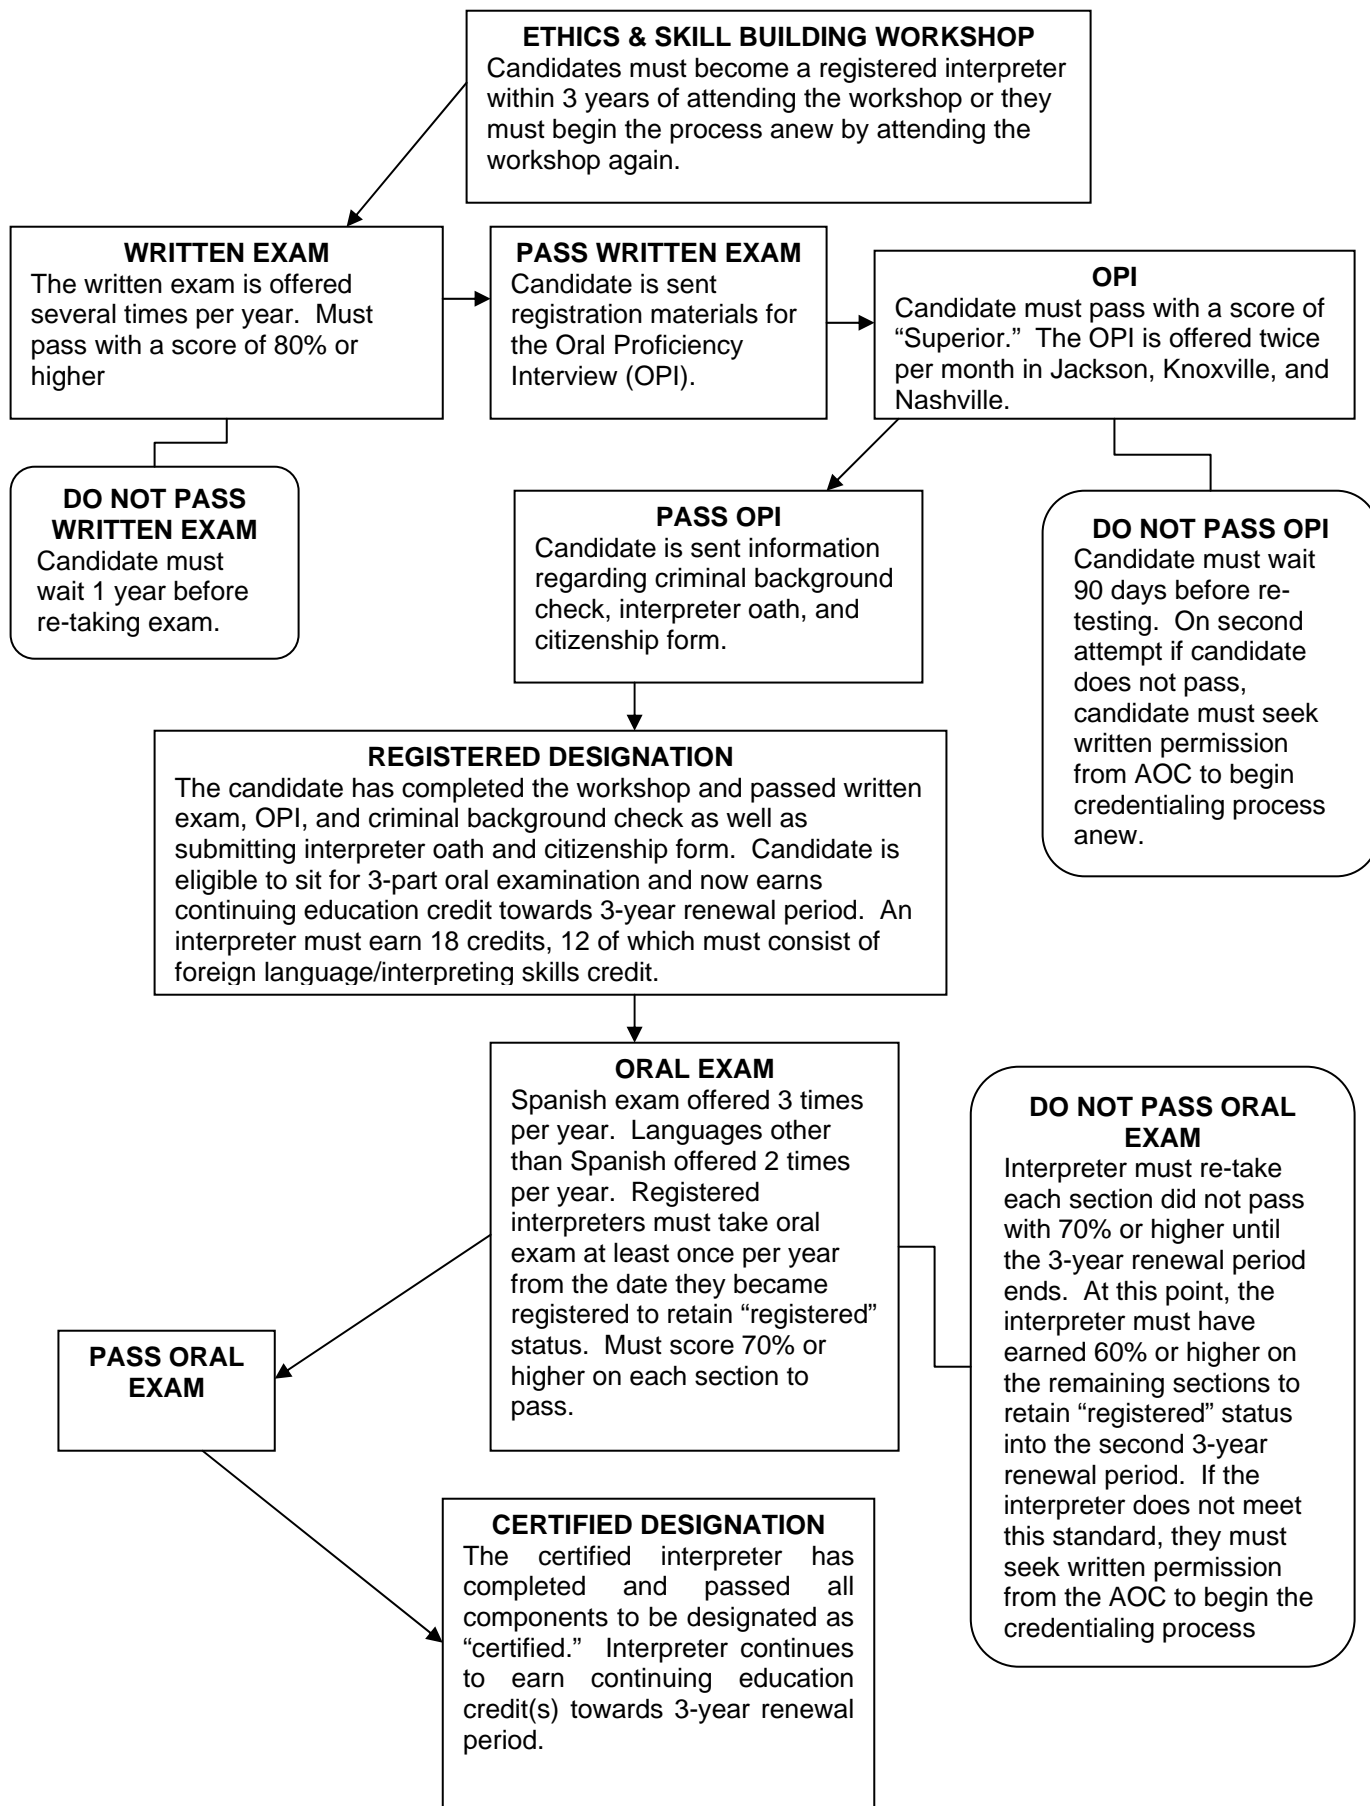 ETHICS & SKILL BUILDING WORKSHOP
Candidates must become a registered interpreter
within 3 years of attending the workshop or they
must begin the process anew by attending the
workshop again.
WRITTEN EXAM
The written exam is offered
several times per year.  Must
pass with a score of 80% or
higher
PASS WRITTEN EXAM
Candidate is sent
registration materials for
the Oral Proficiency
Interview (OPI).
OPI
Candidate must pass with a score of
“Superior.”  The OPI is offered twice
per month in Jackson, Knoxville, and
Nashville.
DO NOT PASS
WRITTEN EXAM
Candidate must
wait 1 year before
re-taking exam.
PASS OPI
Candidate is sent information
regarding criminal background
check, interpreter oath, and
citizenship form.
DO NOT PASS OPI
Candidate must wait
90 days before re-
testing.  On second
attempt if candidate
does not pass,
candidate must seek
written permission
from AOC to begin
credentialing process
anew.
REGISTERED DESIGNATION
The candidate has completed the workshop and passed written
exam, OPI, and criminal background check as well as
submitting interpreter oath and citizenship form.  Candidate is
eligible to sit for 3-part oral examination and now earns
continuing education credit towards 3-year renewal period.  An
interpreter must earn 18 credits, 12 of which must consist of
foreign language/interpreting skills credit.
ORAL EXAM
Spanish exam offered 3 times
per year.  Languages other
than Spanish offered 2 times
per year.  Registered
interpreters must take oral
exam at least once per year
from the date they became
registered to retain “registered”
status.  Must score 70% or
higher on each section to
pass.
DO NOT PASS ORAL
EXAM
Interpreter must re-take
each section did not pass
with 70% or higher until
the 3-year renewal period
ends.  At this point, the
interpreter must have
earned 60% or higher on
the remaining sections to
retain “registered” status
into the second 3-year
renewal period.  If the
interpreter does not meet
this standard, they must
seek written permission
from the AOC to begin the
credentialing process
PASS ORAL
EXAM
CERTIFIED DESIGNATION
The certified interpreter has
completed and passed all
components to be designated as
“certified.”  Interpreter continues
to earn continuing education
credit(s) towards 3-year renewal
period.